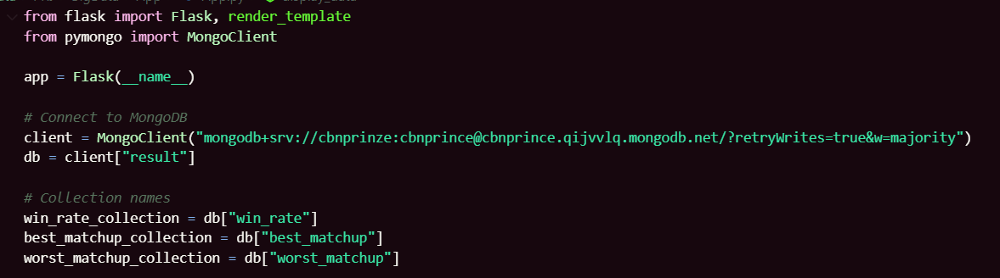 from flask import Flask, render_template
from pymongo import MongoClient
app = Flask(__name__)
# Connect to MongoDB
client = MongoClient("mongodb+srv://cbnprinze:cbnprince@cbnprince.qijvvlq.mongodb.net/?retryWrites=true&w=majority")
db = client["result"]
# Collection names
win_rate_collection = db["win_rate"]
best_matchup_collection = db["best_matchup"]
worst_matchup_collection = db["worst_matchup"]